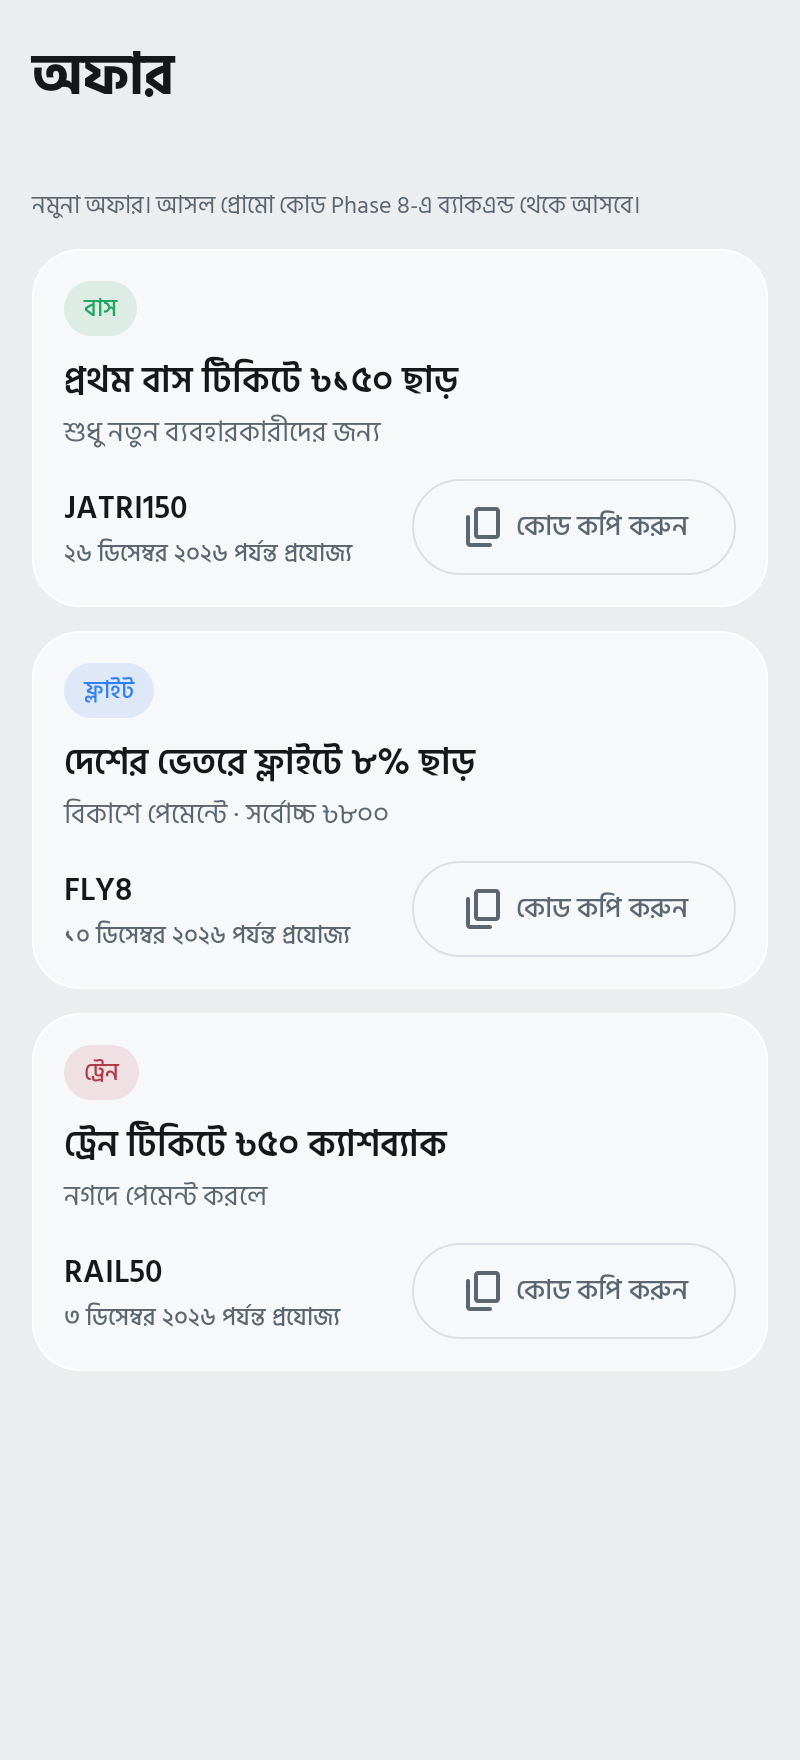 অফার
নমুনা অফার। আসল প্রোমো কোড Phase 8-এ ব্যাকএন্ড থেকে আসবে।
বাস
প্রথম বাস টিকিটে ৳১৫০ ছাড়
শুধু নতুন ব্যবহারকারীদের জন্য
JATRI150
২৬ ডিসেম্বর ২০২৬ পর্যন্ত প্রযোজ্য
কোড কপি করুন
ফ্লাইট
দেশের ভেতরে ফ্লাইটে ৮% ছাড়
বিকাশে পেমেন্টে · সর্বোচ্চ ৳৮০০
FLY8
১০ ডিসেম্বর ২০২৬ পর্যন্ত প্রযোজ্য
কোড কপি করুন
ট্রেন
ট্রেন টিকিটে ৳৫০ ক্যাশব্যাক
নগদে পেমেন্ট করলে
RAIL50
৩ ডিসেম্বর ২০২৬ পর্যন্ত প্রযোজ্য
কোড কপি করুন